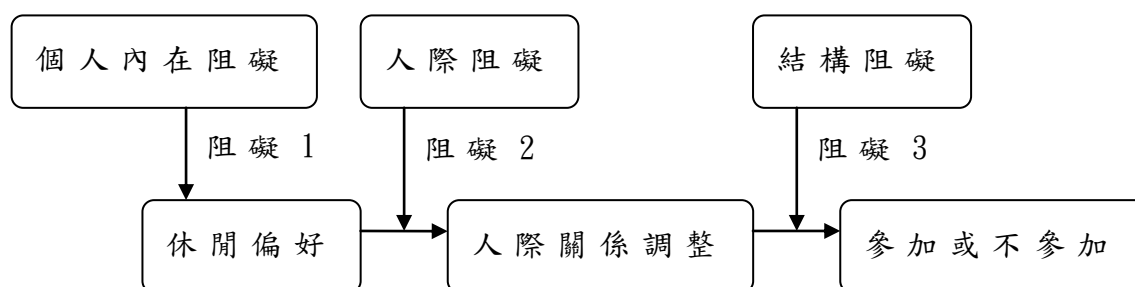 個人內在阻礙 人際阻礙 結構阻礙
阻礙 1 阻礙 2 阻礙 3
休閒偏好 人際關係調整 參加或不參加